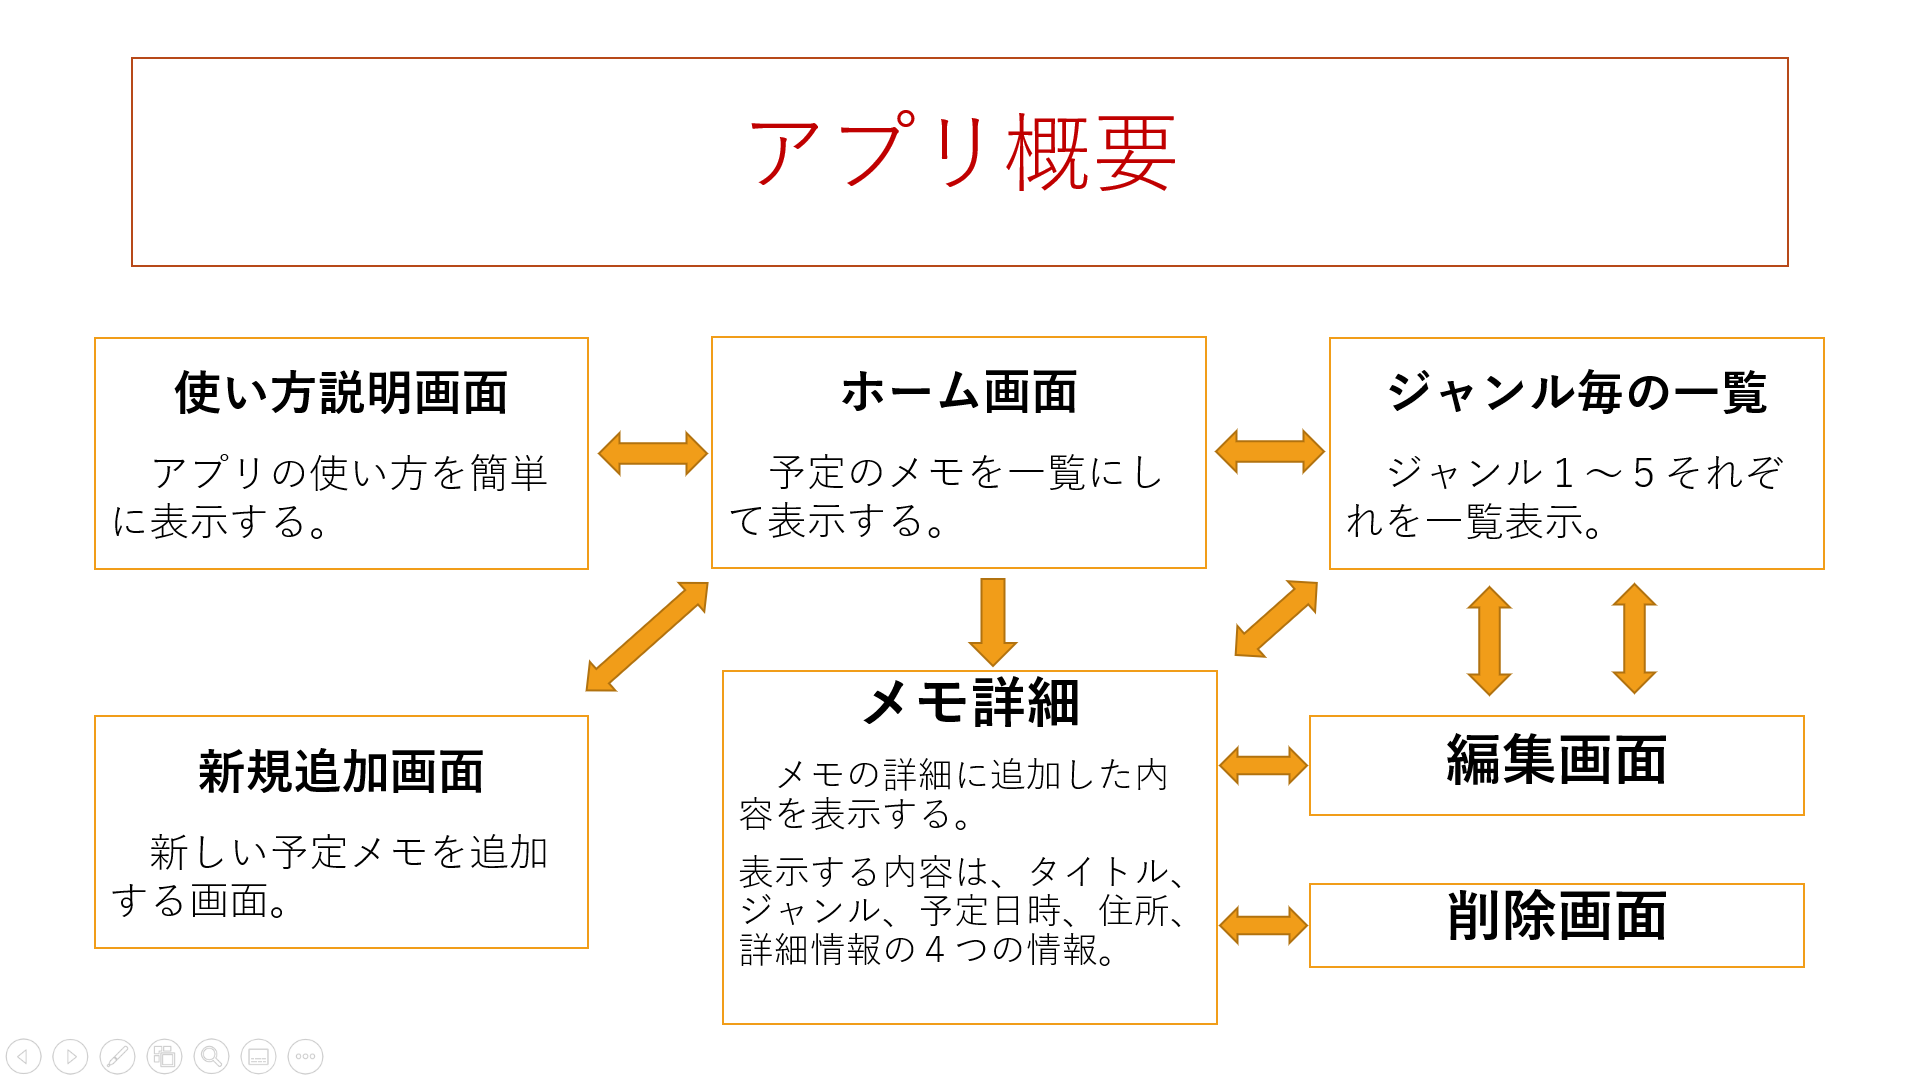 アプリ概要
使い方説明画面
アプリの使い方を簡単
に表示する。
ホーム画面
予定のメモを一覧にし
て表示する。
ジャンル毎の一覧
ジャンル１～５それぞ
れを一覧表示。
新規追加画面
新しい予定メモを追加
する画面。
メモ詳細
メモの詳細に追加した内
容を表示する。
表示する内容は、タイトル、
ジャンル、予定日時、住所、
詳細情報の４つの情報。
編集画面
削除画面